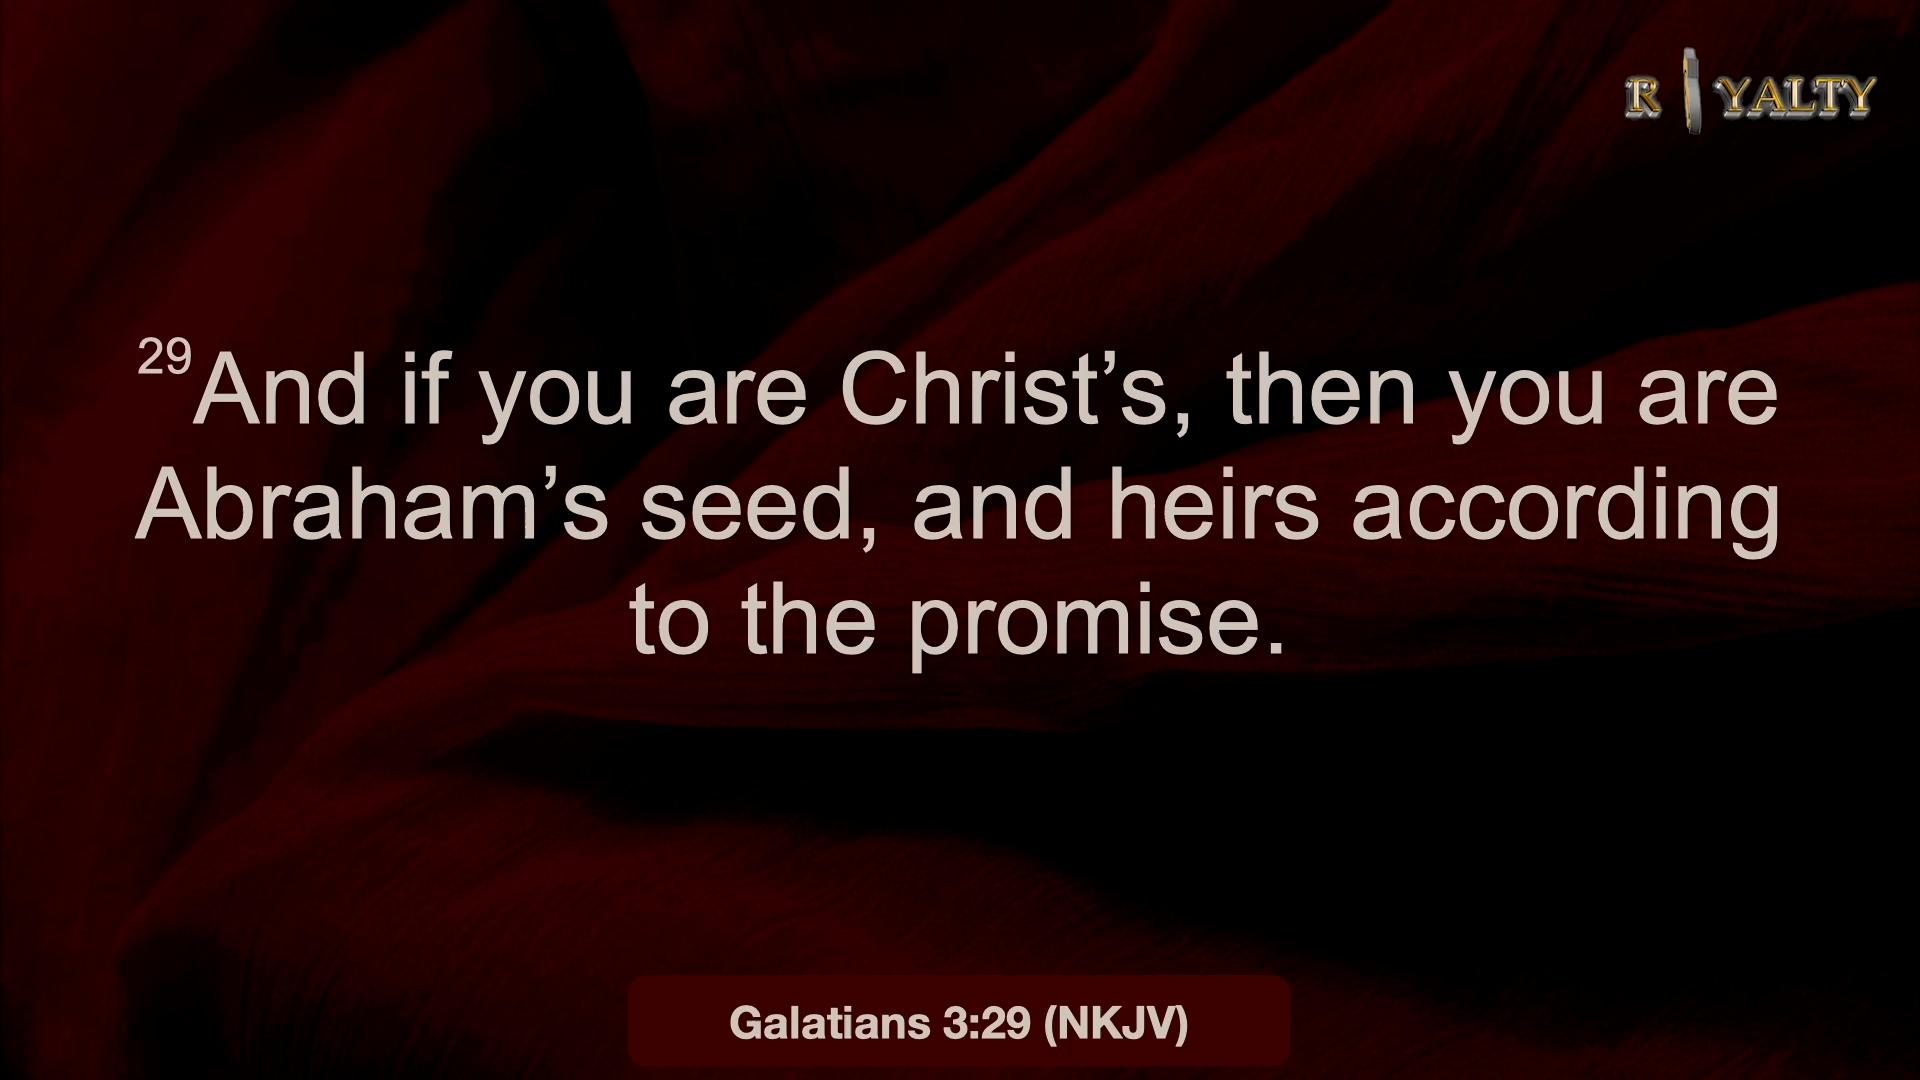 R YALTY
29And if you are Christ’s, then you are
Abraham’s seed, and heirs according
to the promise.
Galatians 3:29 (NKJV)